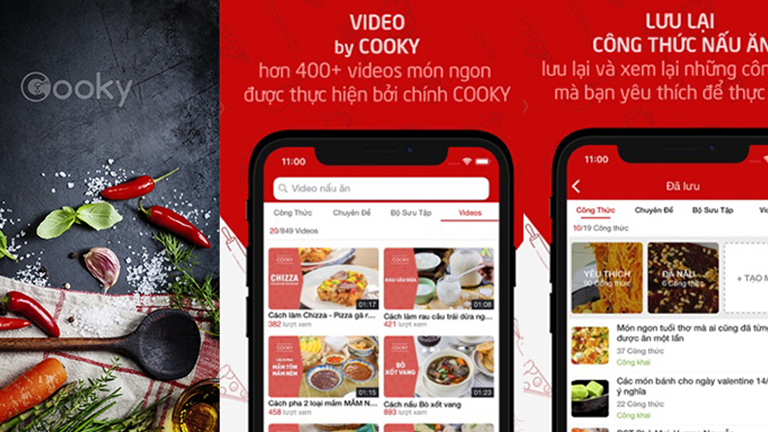 Cooky
VIDEO
by COOKY
hơn 400+ videos món ngon
được thực hiện bởi chính COOKY
11:00
Video nấu ăn
Công Thức Chuyên Đề Bộ Sưu Tập Videos
20/849 Videos
COOKY
CHIZZA
01:17
Cách làm Chizza - Pizza gà r...
382 lượt xem
COOKY
RAU CÂU DỪA
01:08
Cách làm rau câu trái dừa ng...
421 lượt xem
COOKY
MẮM TÔM
MẮM NÊM
01:15
Cách pha 2 loại mắm MẮM N...
458 lượt xem
COOKY
BÒ
XỐT VANG
01:23
Cách nấu Bò xốt vang
893 lượt xem
LƯU LẠI
CÔNG THỨC NẤU ĂN
lưu lại và xem lại những côn
mà bạn yêu thích để thực
11:00
Đã lưu
Công Thức Chuyên Đề Bộ Sưu Tập Vi
10/19 Công thức
YÊU THÍCH
90 Công thức
ĐÃ NẤU
6 Công thức
+ TẠO M
Món ngon tuổi thơ mà ai cũng đã từng
được ăn một lần
37 Công thức
Công khai
Các món bánh cho ngày valentine 14/
ý nghĩa
22 Công thức
Công khai